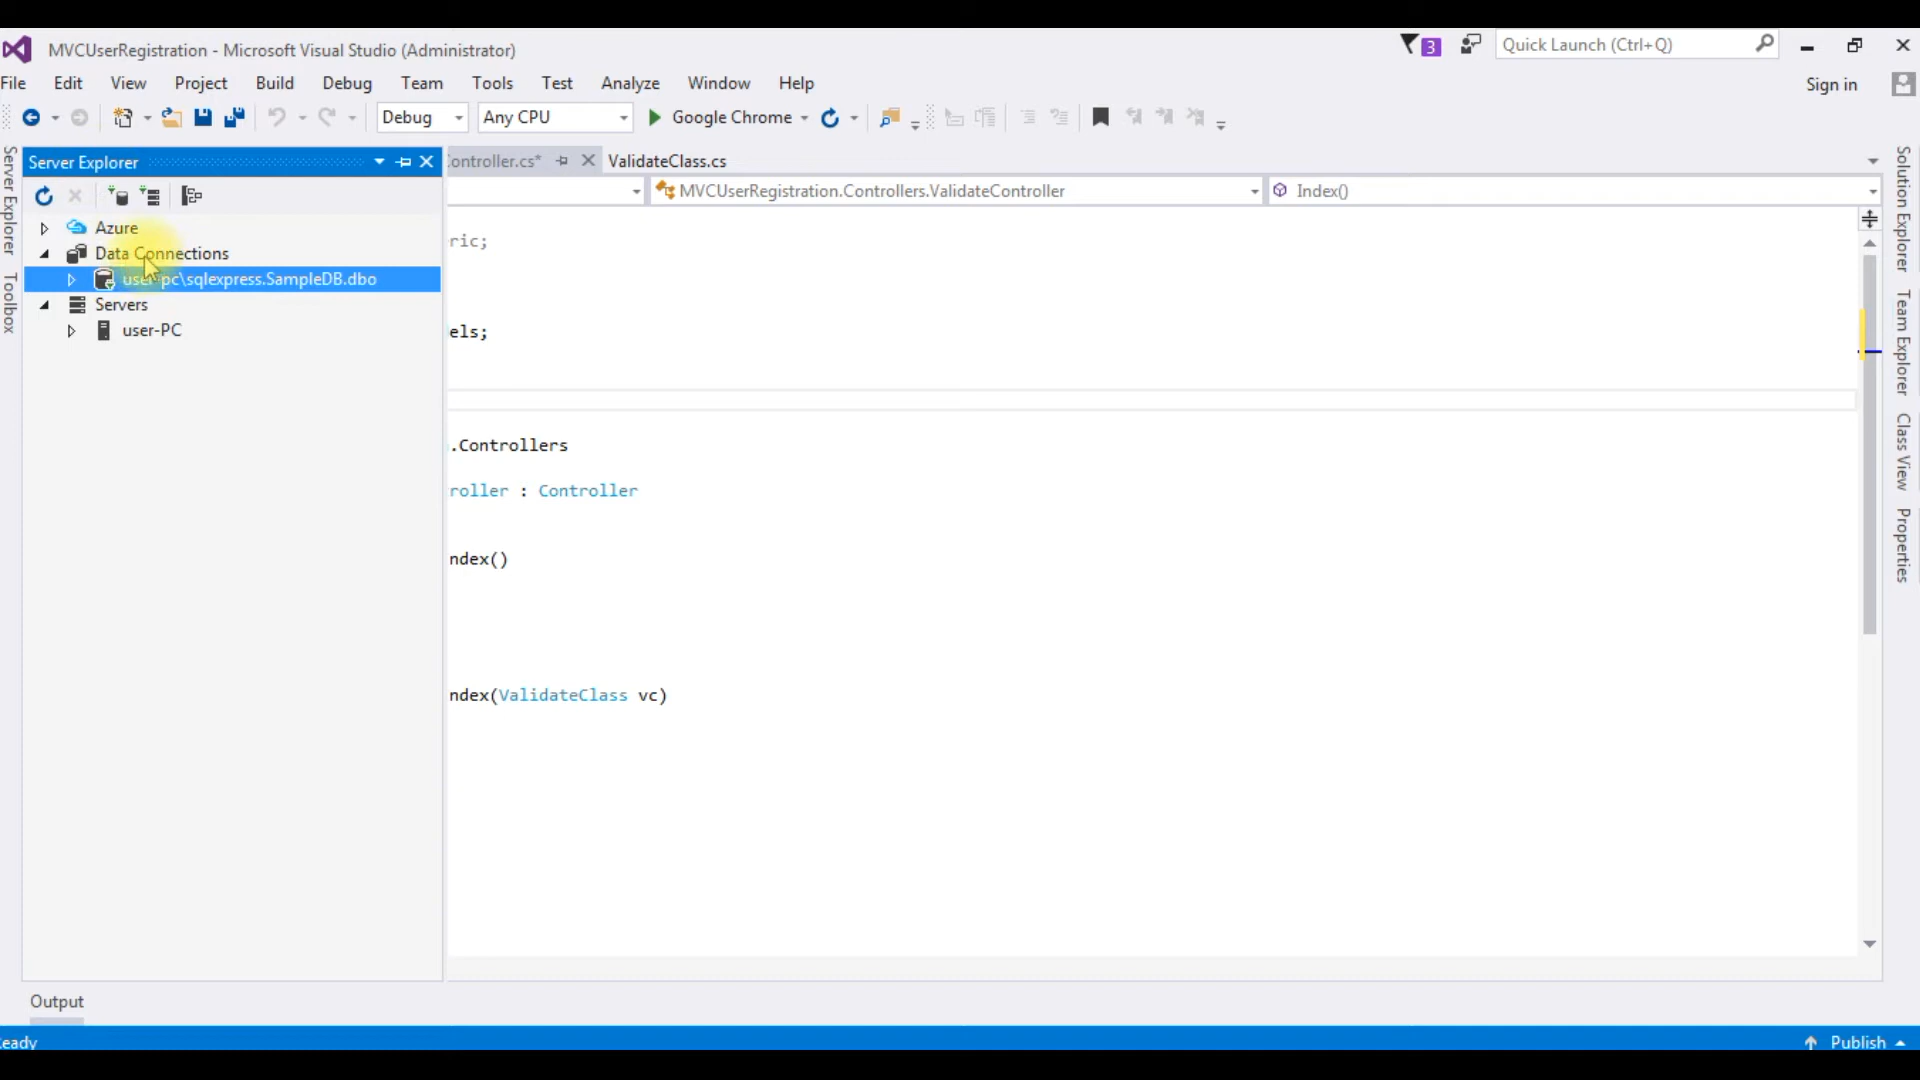 MVCUserRegistration - Microsoft Visual Studio (Administrator)
3
Quick Launch (Ctrl+Q)
File Edit View Project Build Debug Team Tools Test Analyze Window Help
Sign in
Debug
Any CPU
Google Chrome
Server Explorer
Toolbox
Server Explorer
Azure
Data Connections
user-pc\sqlexpress.SampleDB.dbo
Servers
user-PC
ontroller.cs*
ValidateClass.cs
MVCUserRegistration.Controllers.ValidateController
Index()
ric;
els;
.Controllers
roller : Controller
ndex()
ndex(ValidateClass vc)
Solution Explorer
Team Explorer
Class View
Properties
Output
eady
Publish